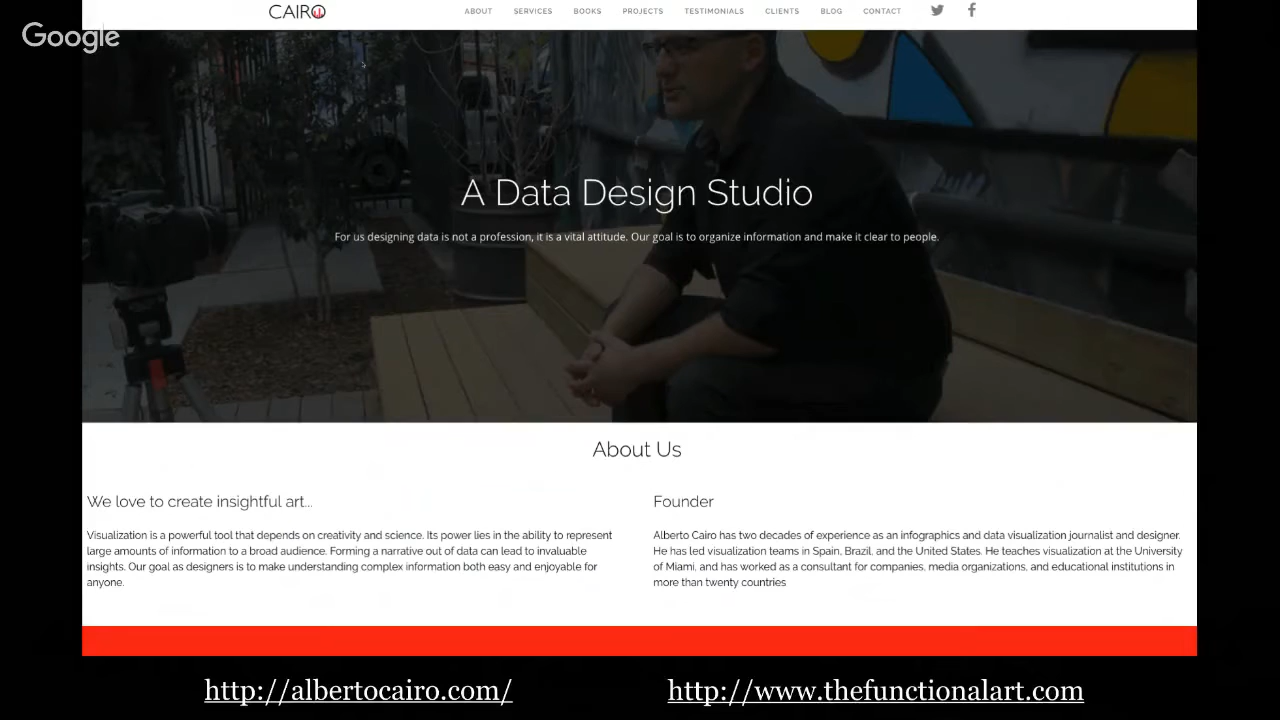 CAIRO
ABOUT SERVICES BOOKS PROJECTS TESTIMONIALS CLIENTS BLOG CONTACT
Google
A Data Design Studio
For us designing data is not a profession, it is a vital attitude. Our goal is to organize information and make it clear to people.
About Us
We love to create insightful art...
Visualization is a powerful tool that depends on creativity and science. Its power lies in the ability to represent
large amounts of information to a broad audience. Forming a narrative out of data can lead to invaluable
insights. Our goal as designers is to make understanding complex information both easy and enjoyable for
anyone.
Founder
Alberto Cairo has two decades of experience as an infographics and data visualization journalist and designer.
He has led visualization teams in Spain, Brazil, and the United States. He teaches visualization at the University
of Miami, and has worked as a consultant for companies, media organizations, and educational institutions in
more than twenty countries
http://albertocairo.com/
http://www.thefunctionalart.com